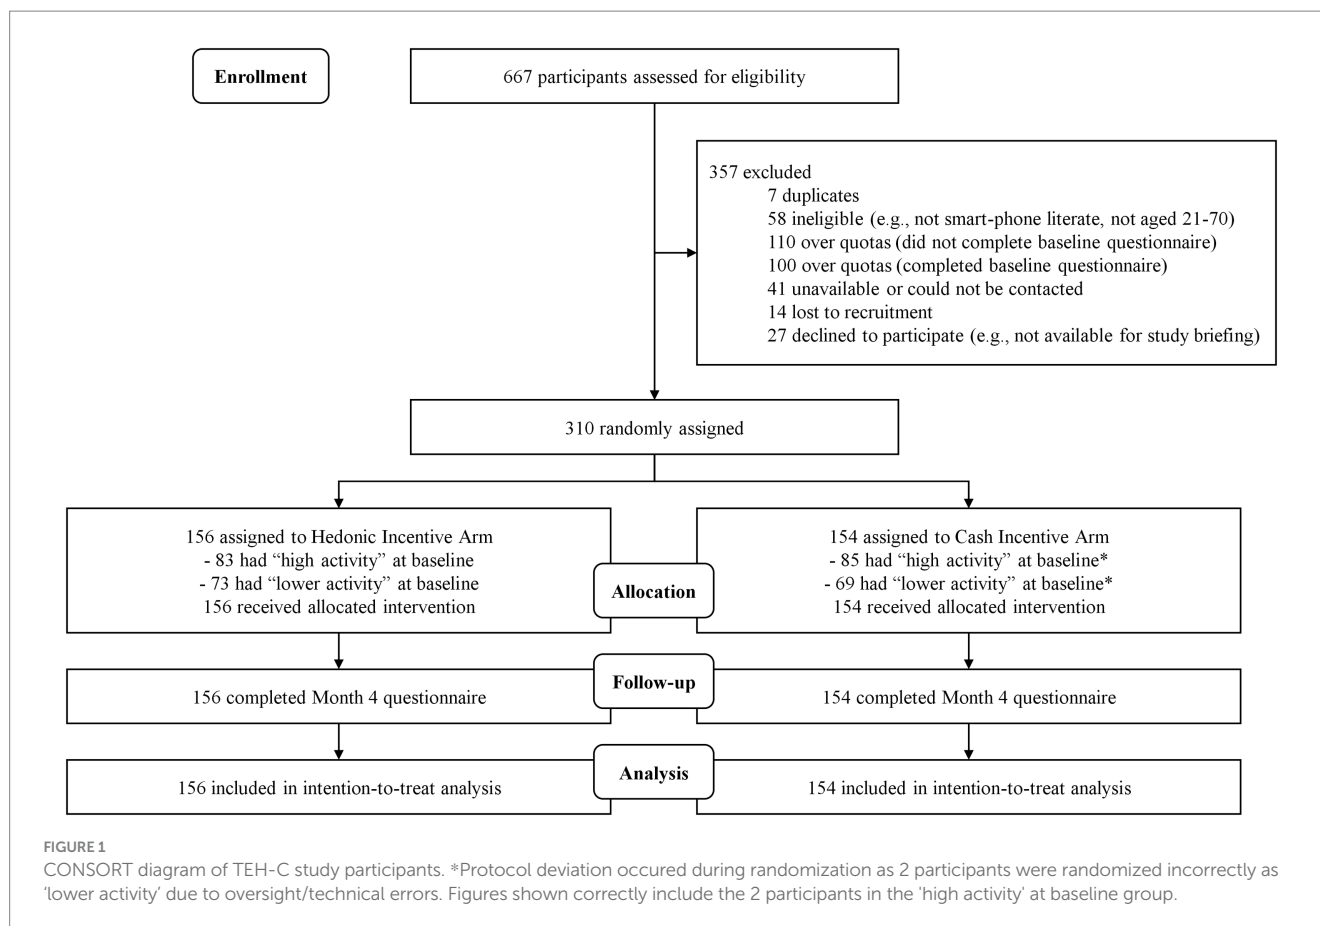 Enrollment
667 participants assessed for eligibility
357 excluded
7 duplicates
58 ineligible (e.g., not smart-phone literate, not aged 21-70)
110 over quotas (did not complete baseline questionnaire)
100 over quotas (completed baseline questionnaire)
41 unavailable or could not be contacted
14 lost to recruitment
27 declined to participate (e.g., not available for study briefing)
310 randomly assigned
156 assigned to Hedonic Incentive Arm
- 83 had “high activity” at baseline
- 73 had “lower activity” at baseline
156 received allocated intervention
Allocation
154 assigned to Cash Incentive Arm
- 85 had “high activity” at baseline*
- 69 had “lower activity” at baseline*
154 received allocated intervention
156 completed Month 4 questionnaire
Follow-up
154 completed Month 4 questionnaire
156 included in intention-to-treat analysis
Analysis
154 included in intention-to-treat analysis
FIGURE 1
CONSORT diagram of TEH-C study participants. *Protocol deviation occured during randomization as 2 participants were randomized incorrectly as
‘lower activity’ due to oversight/technical errors. Figures shown correctly include the 2 participants in the 'high activity' at baseline group.